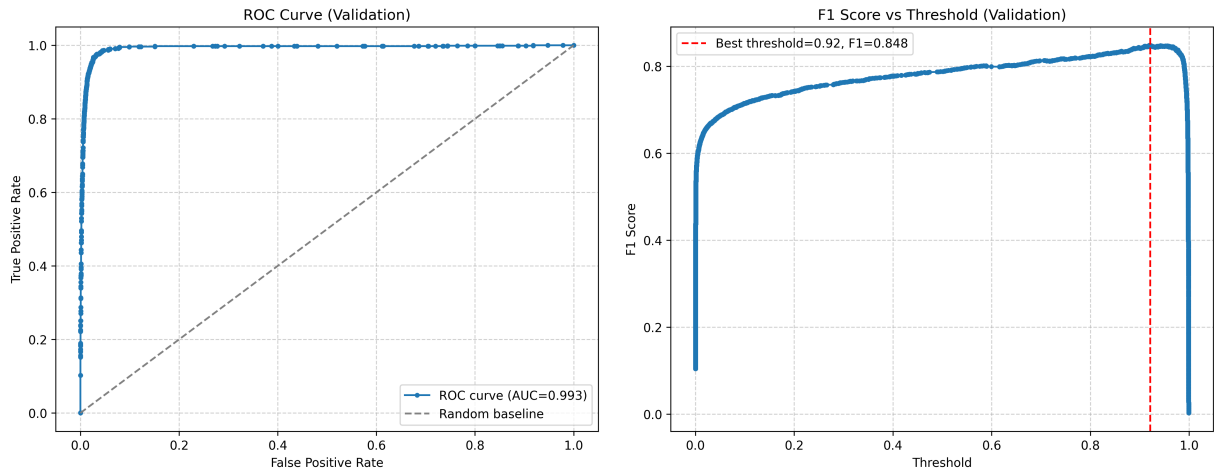 ROC Curve (Validation)
1.0
0.8
0.6
0.4
0.2
0.0
True Positive Rate
0.0 0.2 0.4 0.6 0.8 1.0
False Positive Rate
ROC curve (AUC=0.993)
Random baseline
F1 Score vs Threshold (Validation)
Best threshold=0.92, F1=0.848
0.8
0.6
0.4
0.2
0.0
F1 Score
0.0 0.2 0.4 0.6 0.8 1.0
Threshold